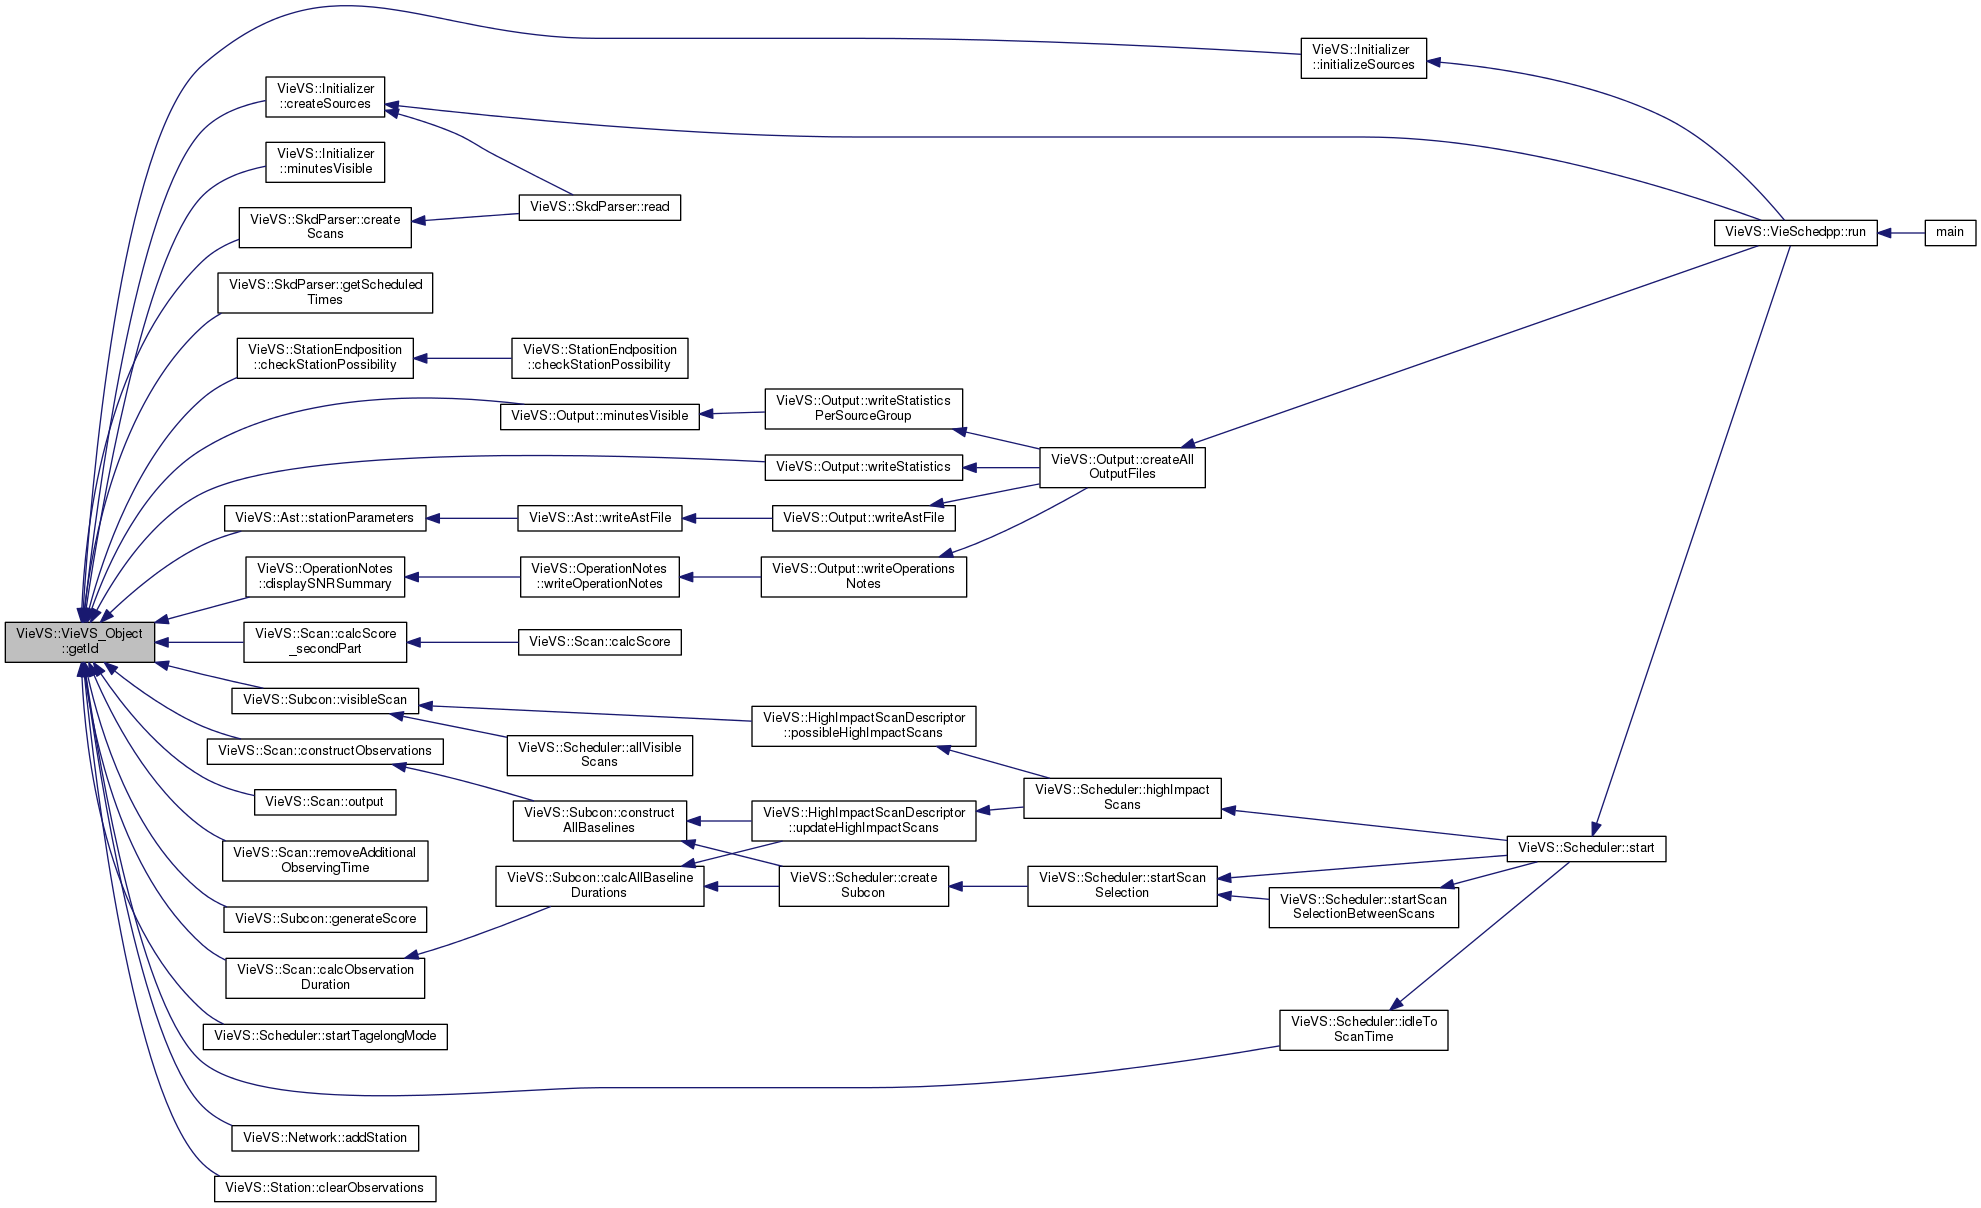 VieVS::Initializer
::initializeSources
VieVS::Initializer
::createSources
VieVS::Initializer
::minutesVisible
VieVS::SkdParser::read
VieVS::SkdParser::create
Scans
VieVS::VieSchedpp::run
main
VieVS::SkdParser::getScheduled
Times
VieVS::StationEndposition
::checkStationPossibility
VieVS::StationEndposition
::checkStationPossibility
VieVS::Output::minutesVisible
VieVS::Output::writeStatistics
PerSourceGroup
VieVS::Output::writeStatistics
VieVS::Output::createAll
OutputFiles
VieVS::Ast::stationParameters
VieVS::Ast::writeAstFile
VieVS::Output::writeAstFile
VieVS::OperationNotes
::displaySNRSummary
VieVS::OperationNotes
::writeOperationNotes
VieVS::Output::writeOperations
Notes
VieVS::VieVS_Object
::getId
VieVS::Scan::calcScore
_secondPart
VieVS::Scan::calcScore
VieVS::Subcon::visibleScan
VieVS::HighImpactScanDescriptor
::possibleHighImpactScans
VieVS::Scan::constructObservations
VieVS::Scheduler::allVisible
Scans
VieVS::Scan::output
VieVS::Subcon::construct
AllBaselines
VieVS::HighImpactScanDescriptor
::updateHighImpactScans
VieVS::Scheduler::highImpact
Scans
VieVS::Scheduler::start
VieVS::Scan::removeAdditional
ObservingTime
VieVS::Subcon::calcAllBaseline
Durations
VieVS::Scheduler::create
Subcon
VieVS::Scheduler::startScan
Selection
VieVS::Scheduler::startScan
SelectionBetweenScans
VieVS::Subcon::generateScore
VieVS::Scan::calcObservation
Duration
VieVS::Scheduler::startTagelongMode
VieVS::Scheduler::idleTo
ScanTime
VieVS::Network::addStation
VieVS::Station::clearObservations